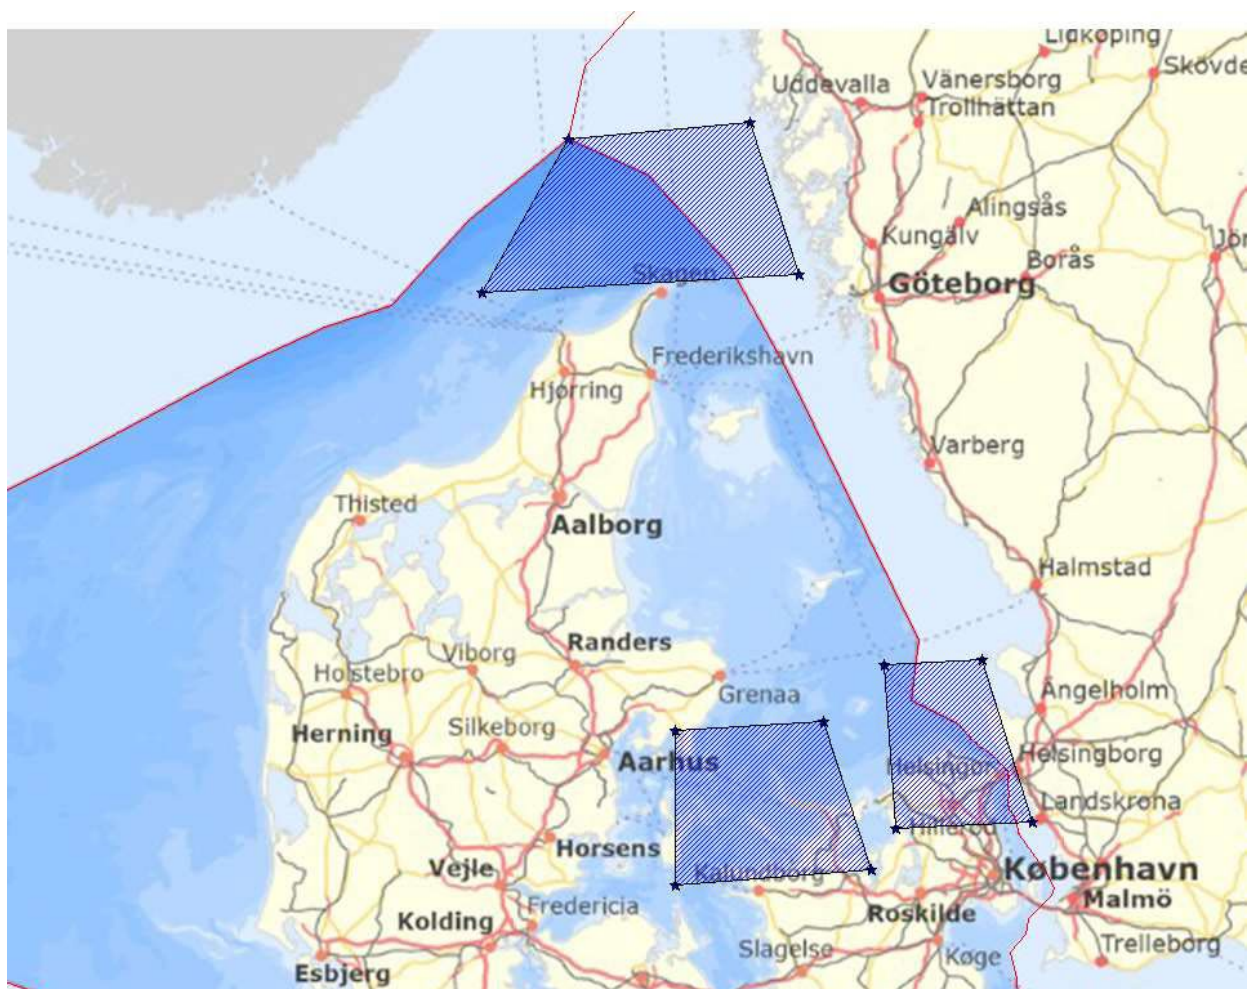 Lidköping
Skövde
Uddevalla
Vänersborg
Trollhättan
Alingsås
Kungälv
Borås
Göteborg
Skagen
Frederikshavn
Hjørring
Varberg
Thisted
Aalborg
Halmstad
Randers
Viborg
Holstebro
Grenaa
Ängelholm
Silkeborg
Herning
Aarhus
Helsingør
Helsingborg
Landskrona
Hillerød
Horsens
Vejle
Kalundborg
København
Malmö
Fredericia
Roskilde
Kolding
Slagelse
Køge
Trelleborg
Esbjerg